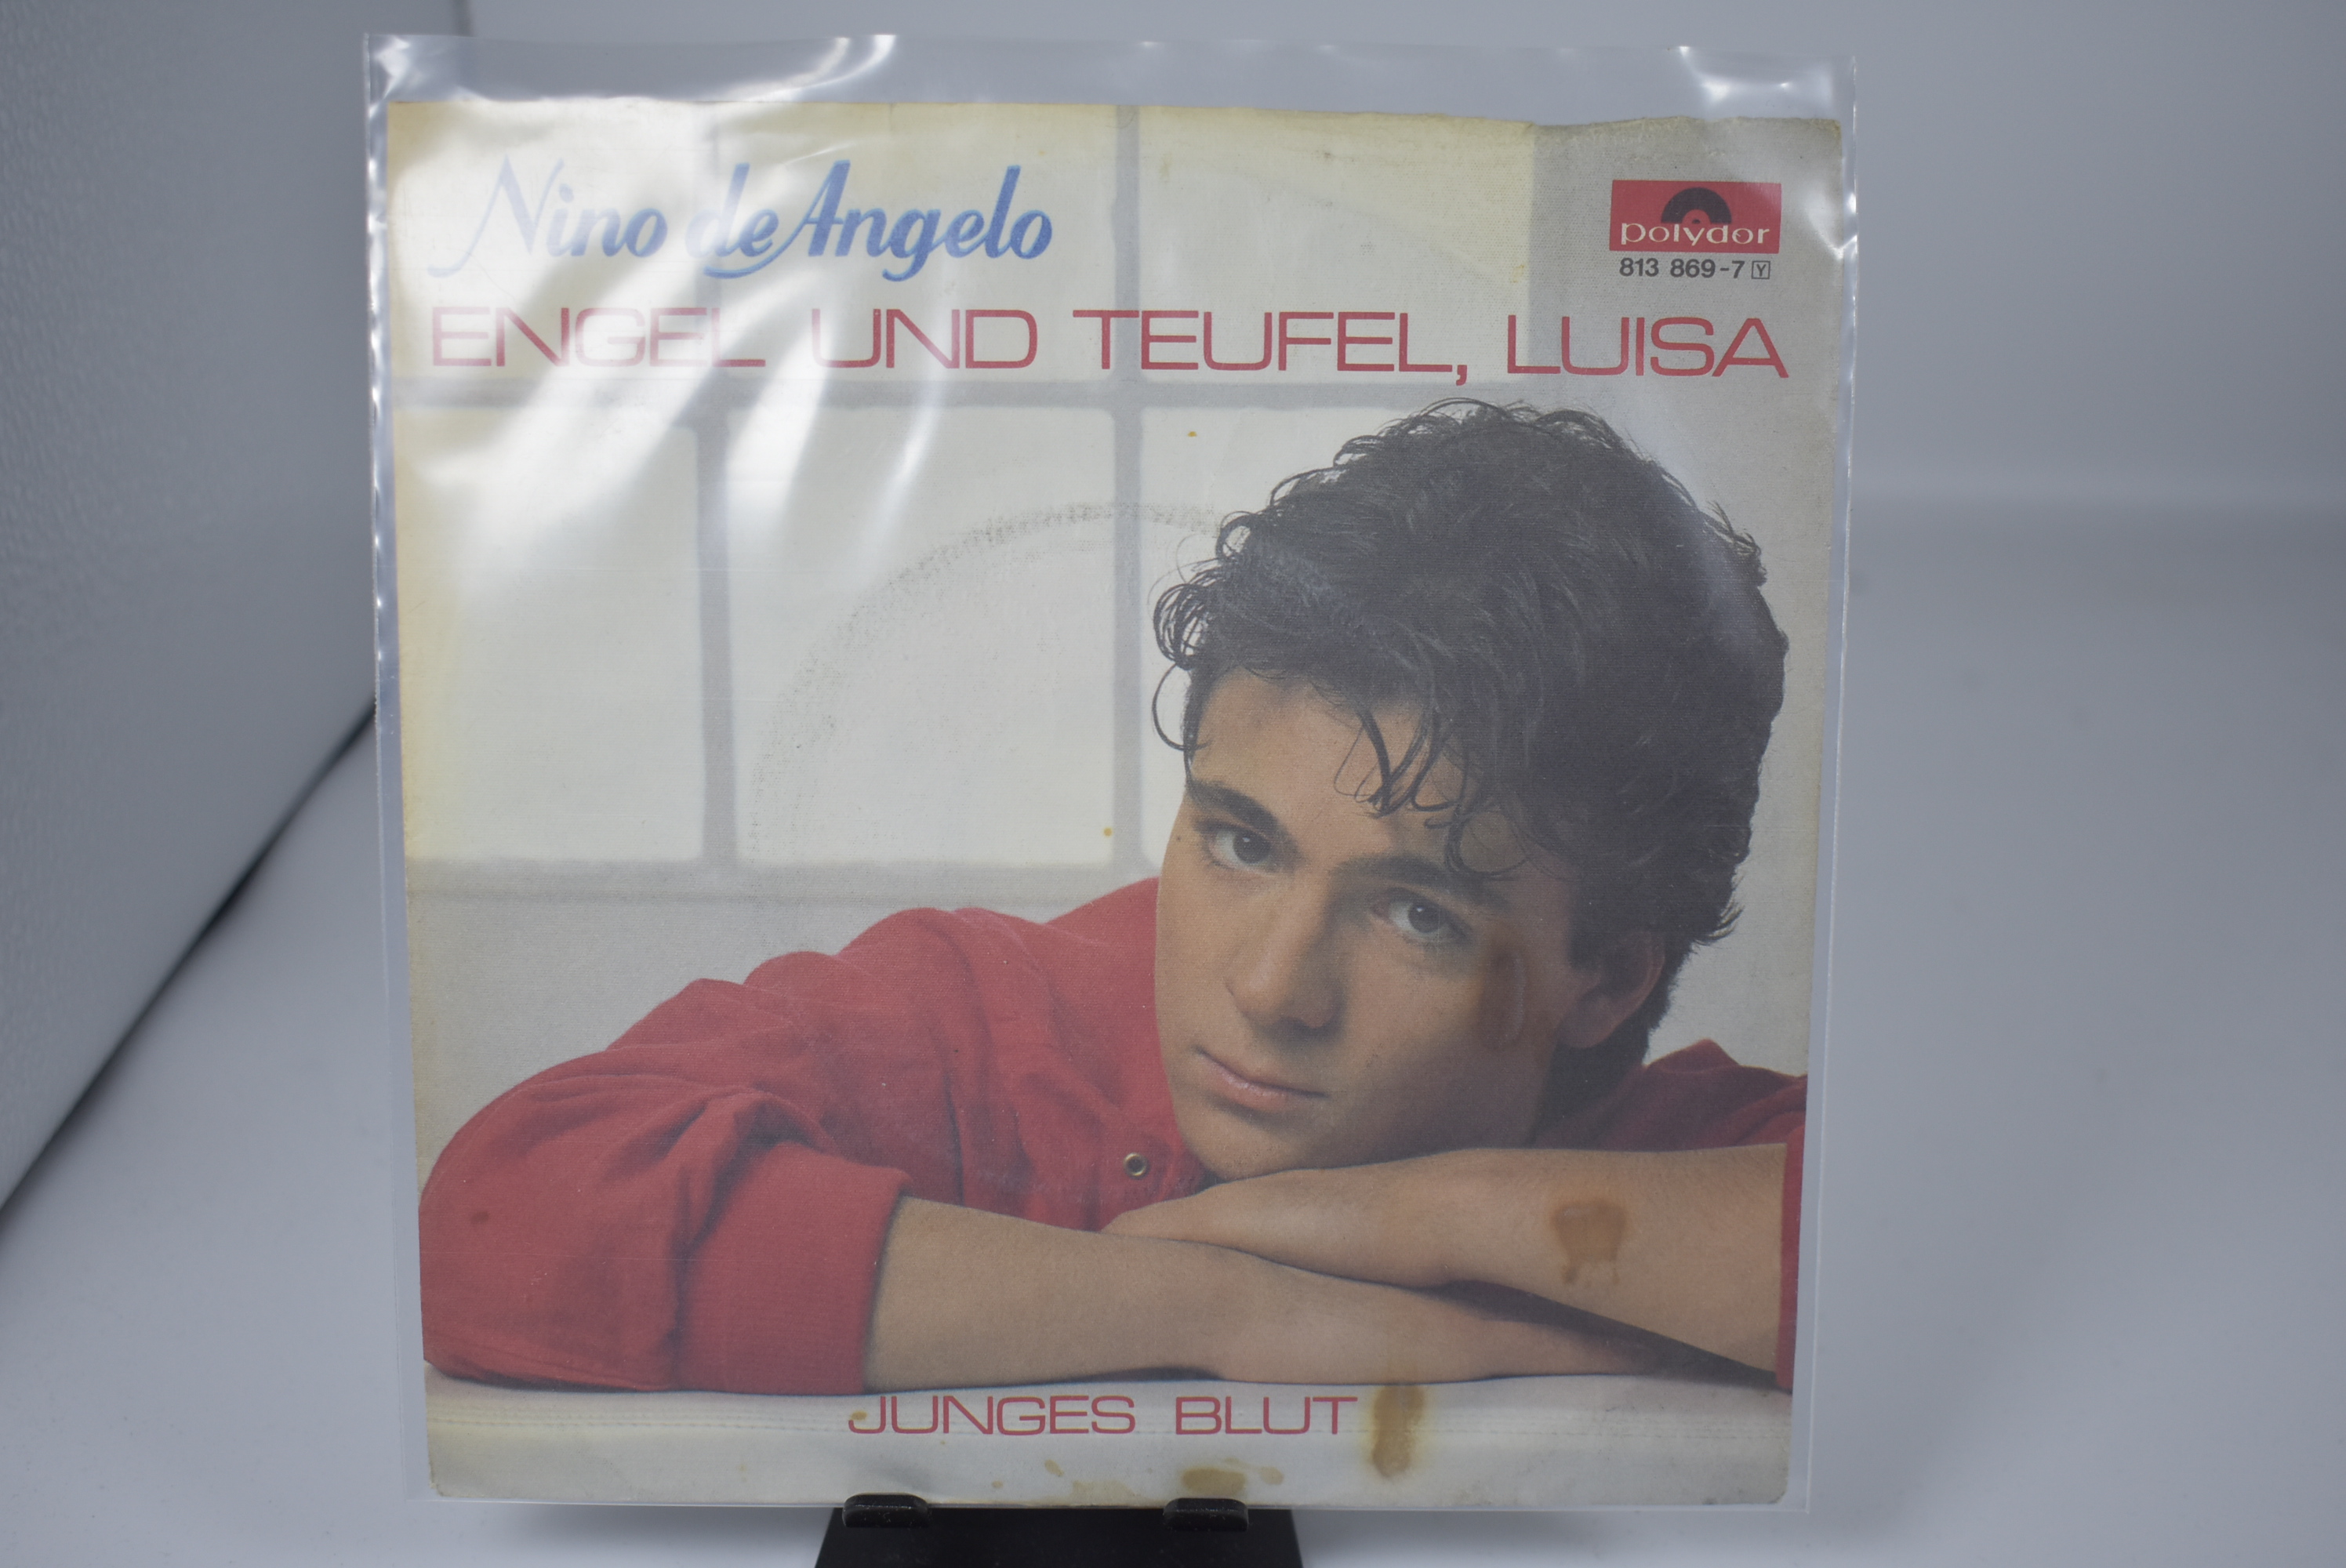 Nino de Angelo
polydor
813 869-7 Y
ENGEL UND TEUFEL, LUISA
JUNGES BLUT